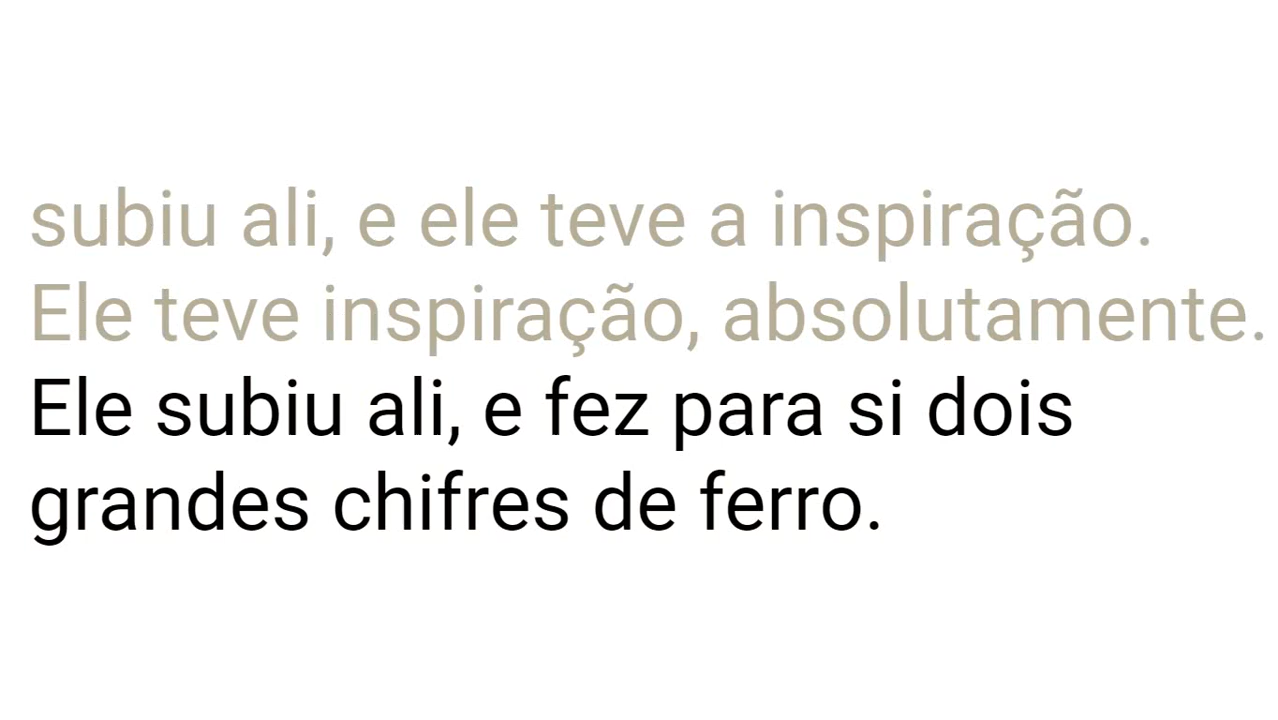 subiu ali, e ele teve a inspiração.
Ele teve inspiração, absolutamente.
Ele subiu ali, e fez para si dois
grandes chifres de ferro.